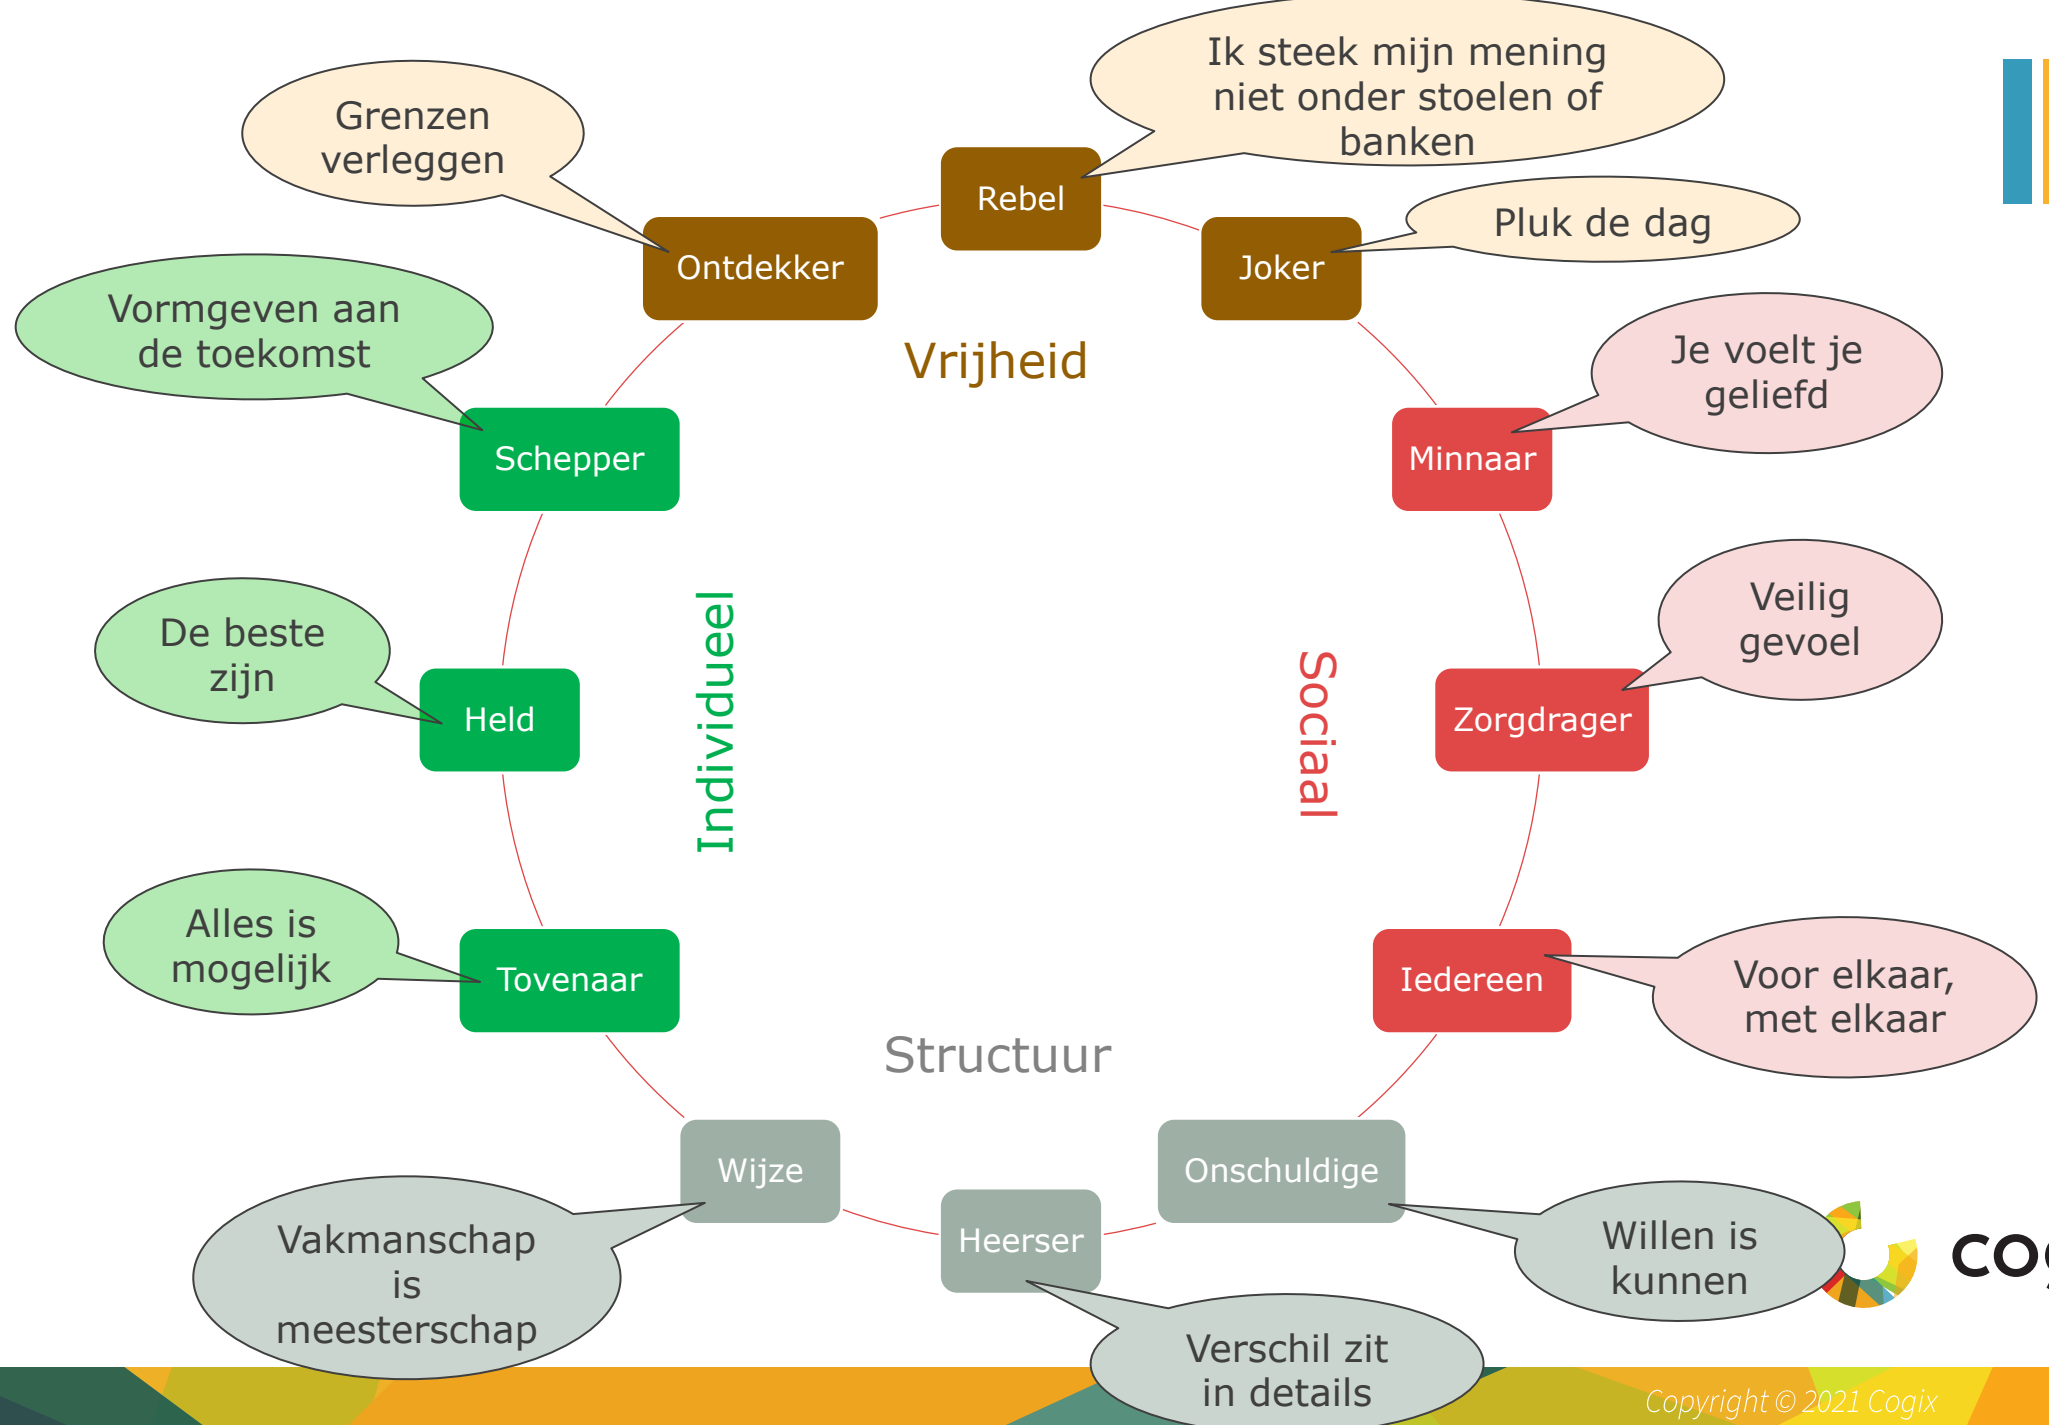 Ik steek mijn mening
niet onder stoelen of
banken
Grenzen
verleggen
Rebel
Pluk de dag
Ontdekker
Joker
Vormgeven aan
de toekomst
Vrijheid
Je voelt je
geliefd
Schepper
Minnaar
De beste
zijn
Individueel
Sociaal
Veilig
gevoel
Held
Zorgdrager
Alles is
mogelijk
Tovenaar
Iedereen
Voor elkaar,
met elkaar
Structuur
Wijze
Onschuldige
Vakmanschap
is
meesterschap
Heerser
Willen is
kunnen
Verschil zit
in details
Copyright © 2021 Cogix